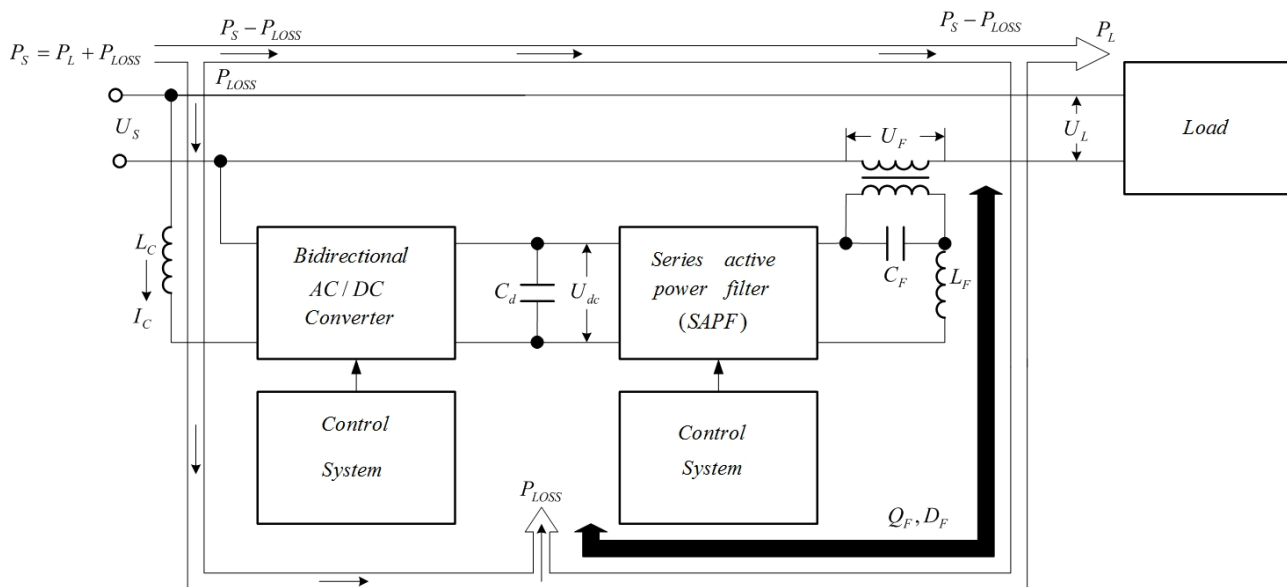 P_S − P_LOSS
P_S − P_LOSS
P_L
P_S = P_L + P_LOSS
P_LOSS
U_S
U_F
U_L
Load
L_C
I_C
Bidirectional
AC / DC
Converter
C_d
U_dc
Series active
power filter
(SAPF)
C_F
L_F
Control
System
Control
System
P_LOSS
Q_F, D_F